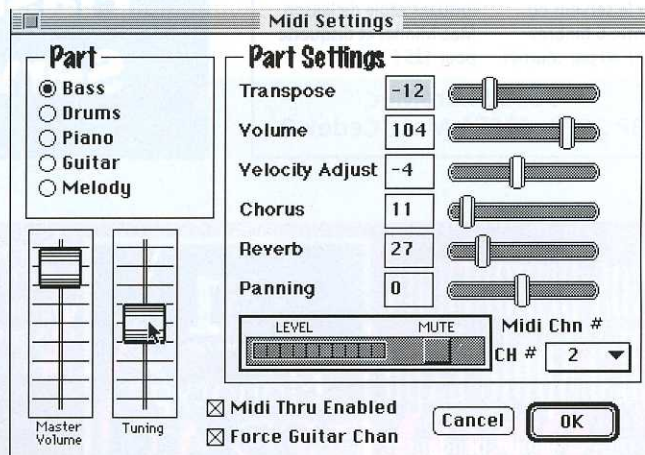 Midi Settings
Part
Bass
Drums
Piano
Guitar
Melody
Part Settings
Transpose -12
Volume 104
Velocity Adjust -4
Chorus 11
Reverb 27
Panning 0
LEVEL MUTE
Midi Chn #
CH # 2
Master
Volume
Tuning
Midi Thru Enabled
Force Guitar Chan
Cancel
OK